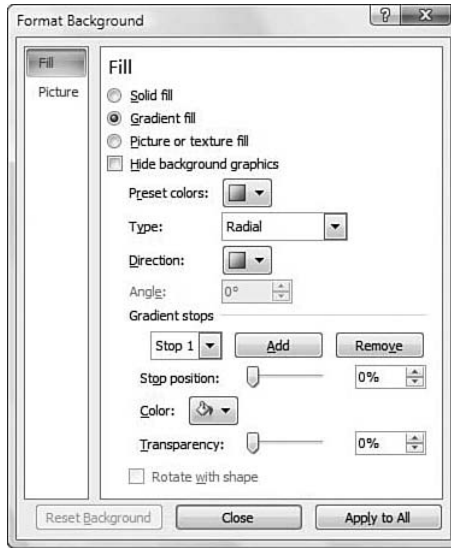 Format Background
Fill
Picture
Fill
Solid fill
Gradient fill
Picture or texture fill
Hide background graphics
Preset colors:
Type: Radial
Direction:
Angle: 0°
Gradient stops
Stop 1 Add Remove
Stop position: 0%
Color:
Transparency: 0%
Rotate with shape
Reset Background Close Apply to All